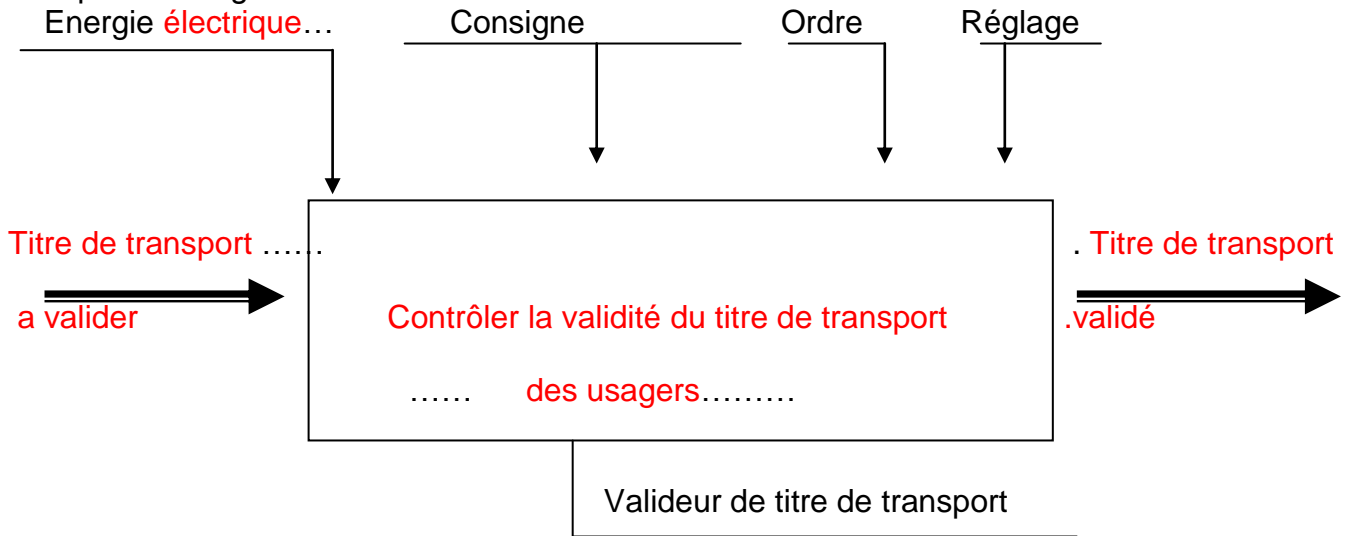 Energie électrique… Consigne Ordre Réglage
Titre de transport …… . Titre de transport
a valider Contrôler la validité du titre de transport .validé
…… des usagers………
Valideur de titre de transport